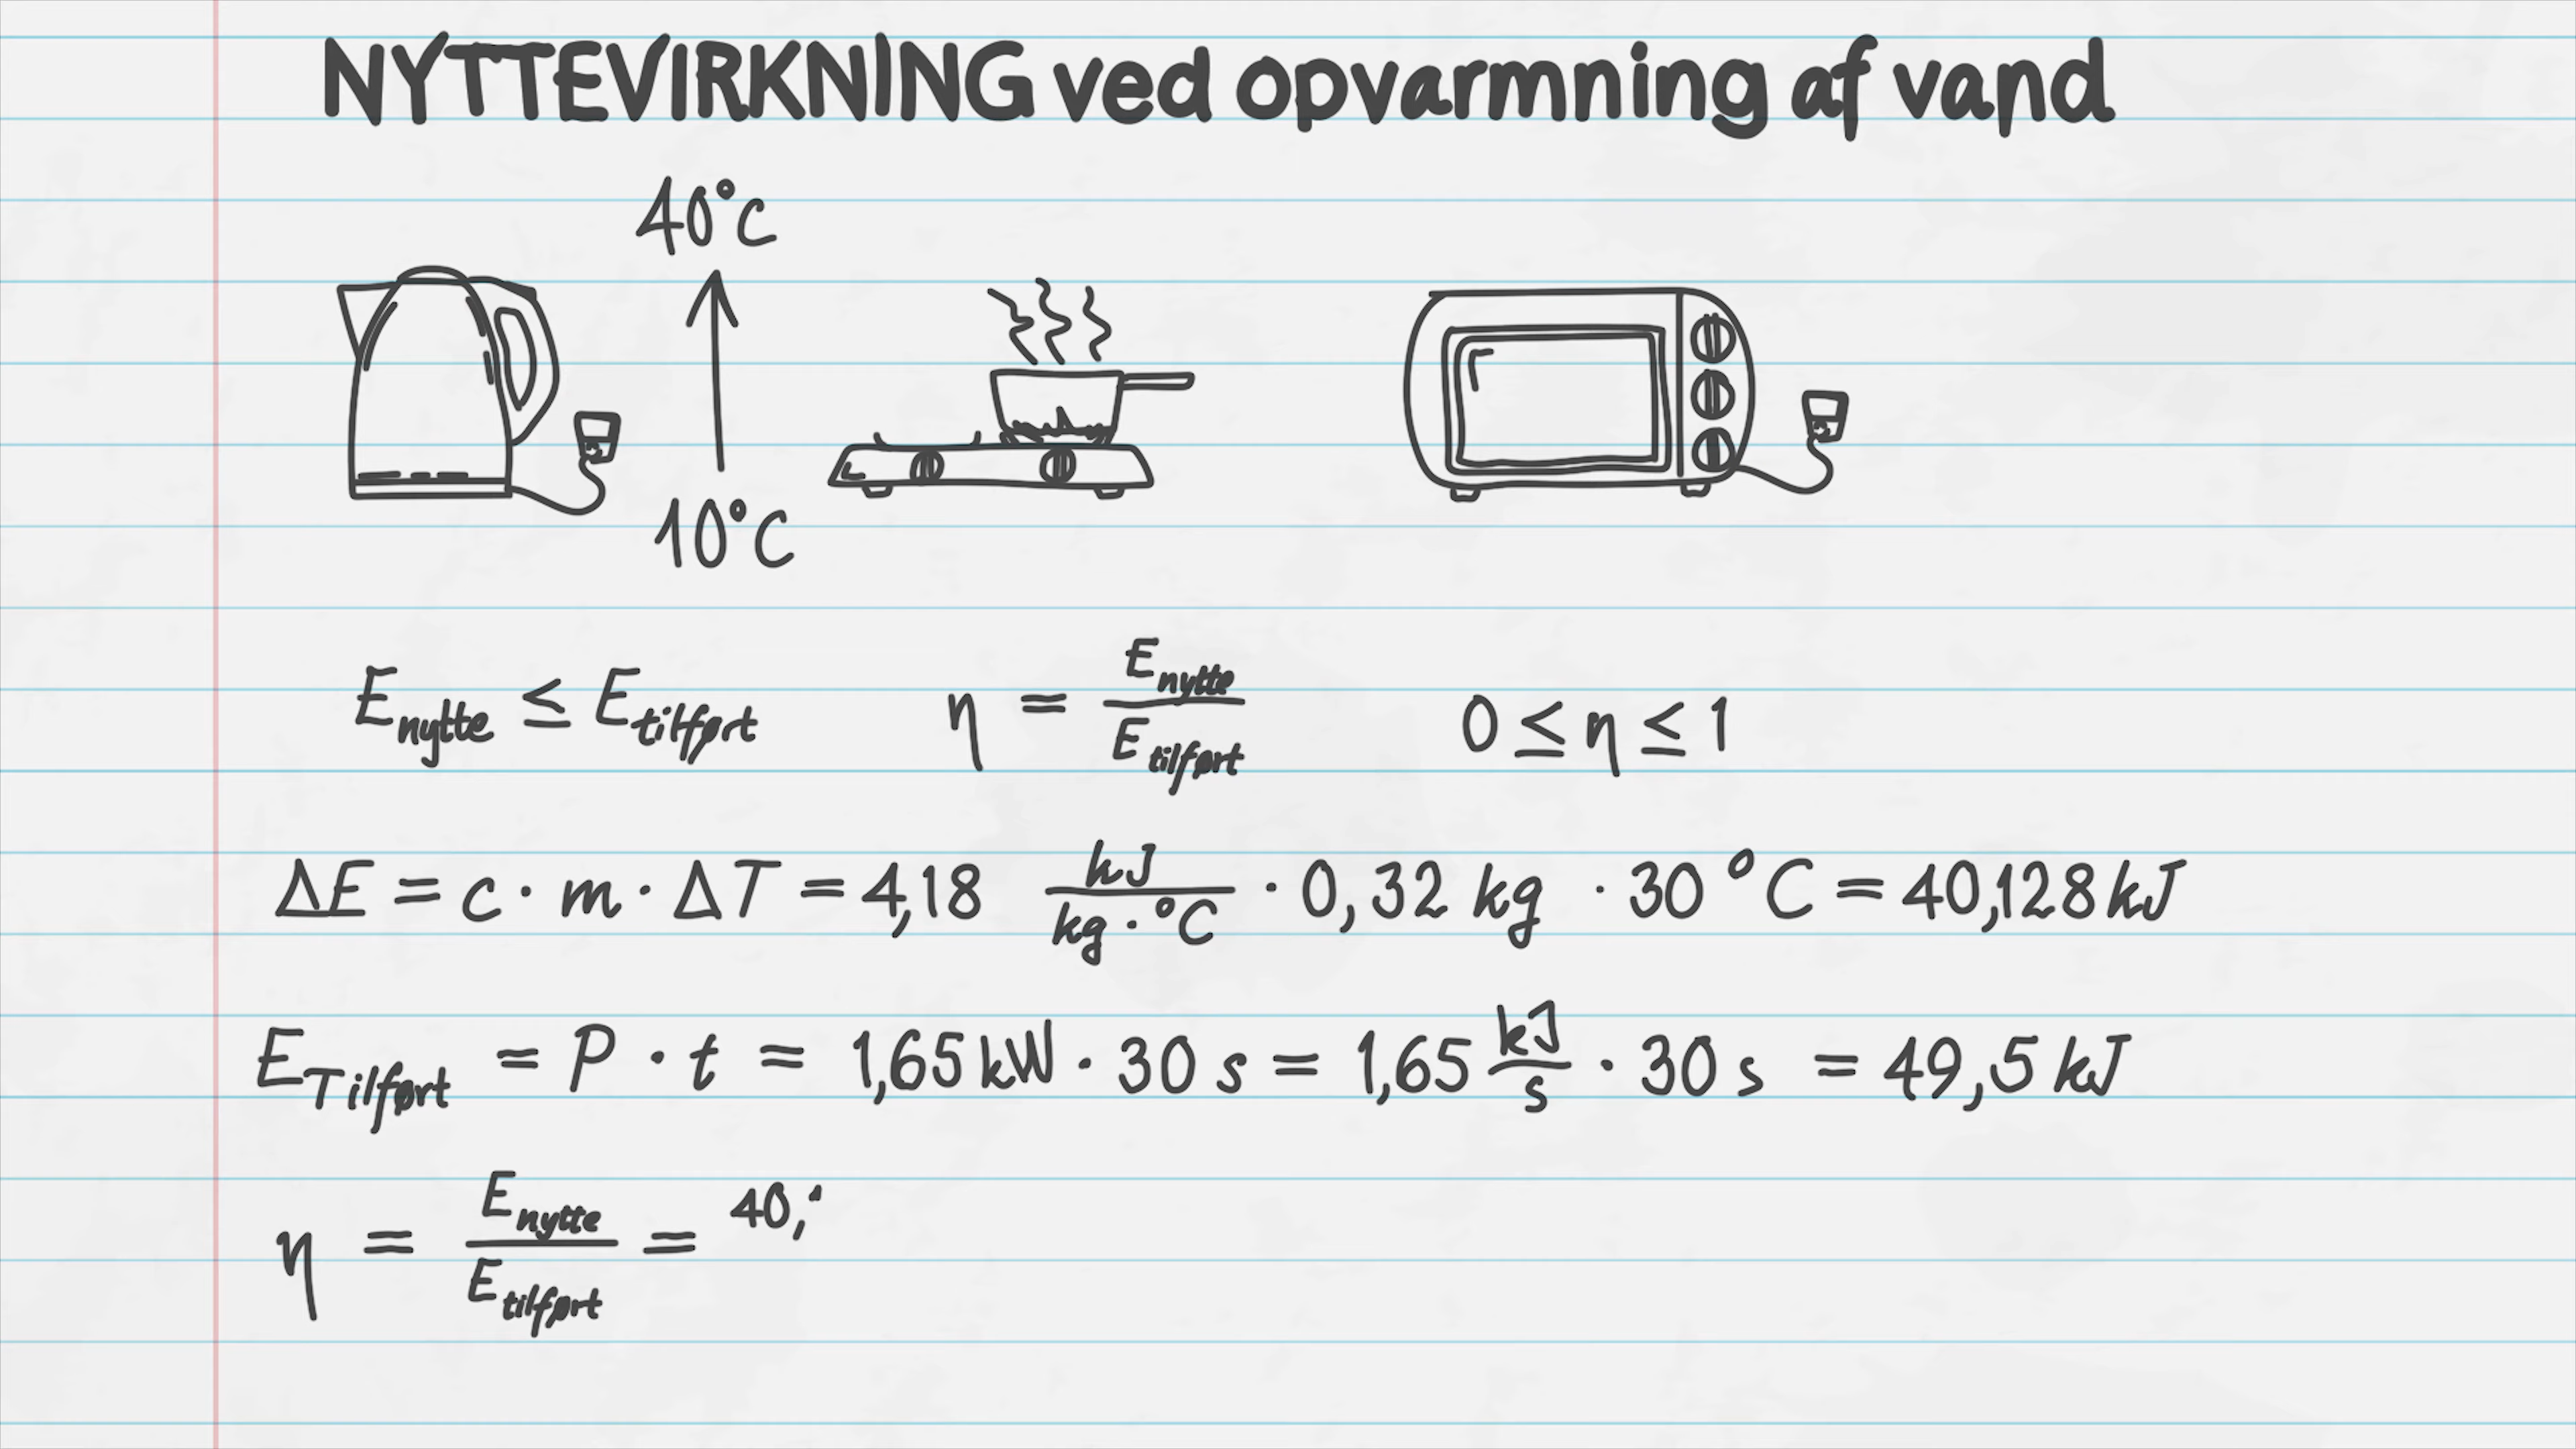 NYTTEVIRKNING ved opvarmning af vand
40°C
10°C
E_nytte ≤ E_tilført    η = E_nytte / E_tilført    0 ≤ η ≤ 1
ΔE = c · m · ΔT = 4,18 kJ / kg · °C · 0,32 kg · 30 °C = 40,128 kJ
E_Tilført = P · t = 1,65 kW · 30 s = 1,65 kJ / s · 30 s = 49,5 kJ
η = E_nytte / E_tilført = 40,